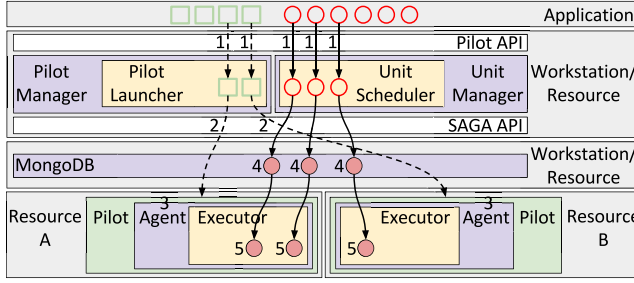 Application
1 1 1 1 1
Pilot API
Pilot Manager
Pilot Launcher
Unit Scheduler
Unit Manager
Workstation/
Resource
2 2
SAGA API
MongoDB
4 4 4
Workstation/
Resource
3 3
Resource A
Pilot
Agent
Executor
5 5
Executor
Agent
Pilot
5
Resource B